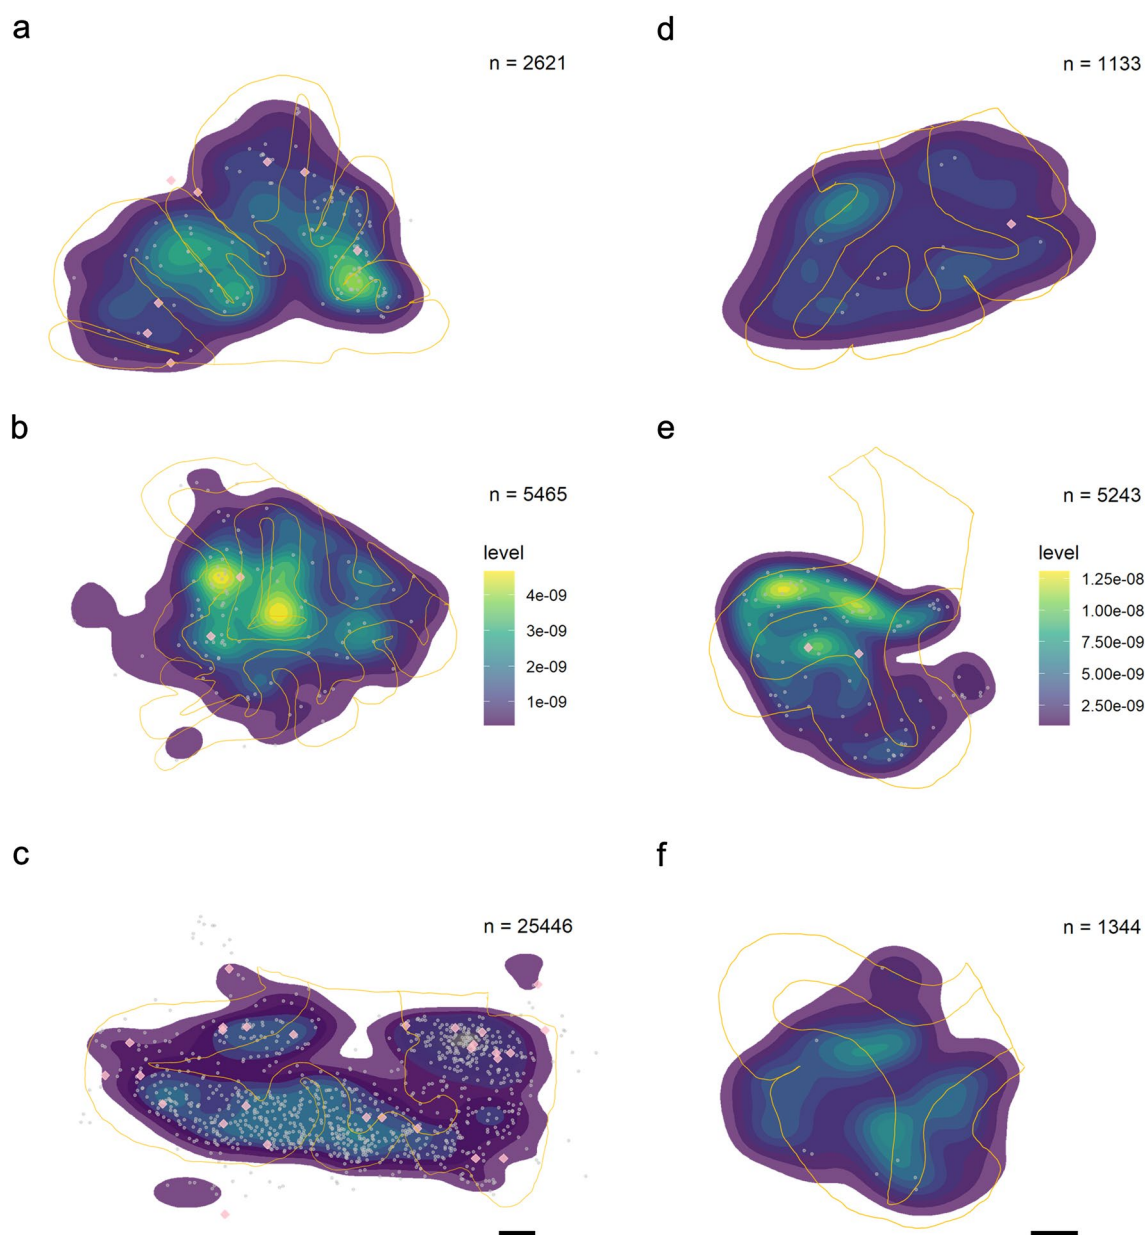 a
n = 2621
d
n = 1133
b
n = 5465
level
4e-09
3e-09
2e-09
1e-09
e
n = 5243
level
1.25e-08
1.00e-08
7.50e-09
5.00e-09
2.50e-09
c
n = 25446
f
n = 1344